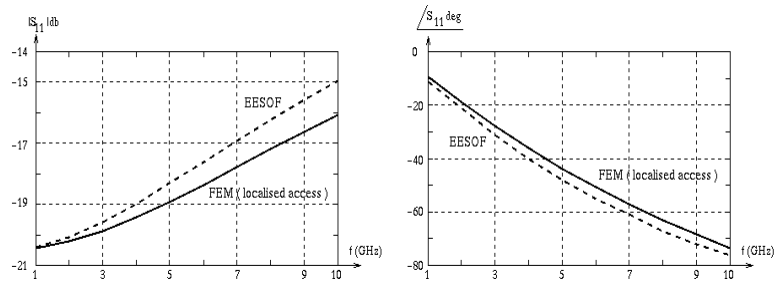 |S11|db
-14
-15
-17
-19
-21
1
3
5
7
9
10
f (GHz)
EESOF
FEM ( localised access )
/S11 deg
0
-20
-40
-60
-80
1
3
5
7
9
10
f (GHz)
EESOF
FEM ( localised access )